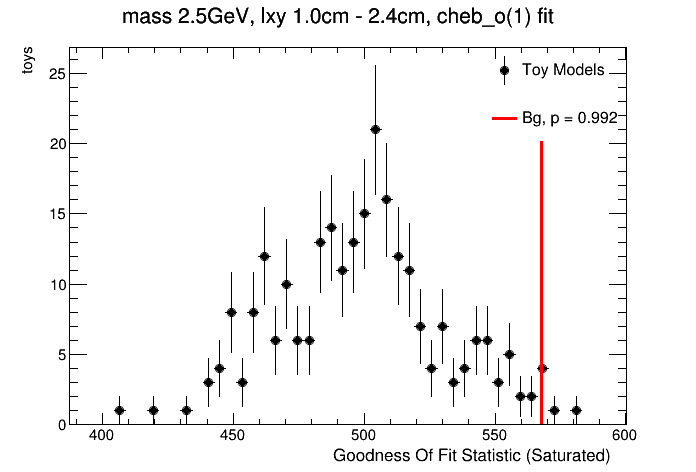 mass 2.5GeV, lxy 1.0cm - 2.4cm, cheb_o(1) fit
toys
25
20
15
10
5
0
Toy Models
Bg, p = 0.992
400
450
500
550
600
Goodness Of Fit Statistic (Saturated)